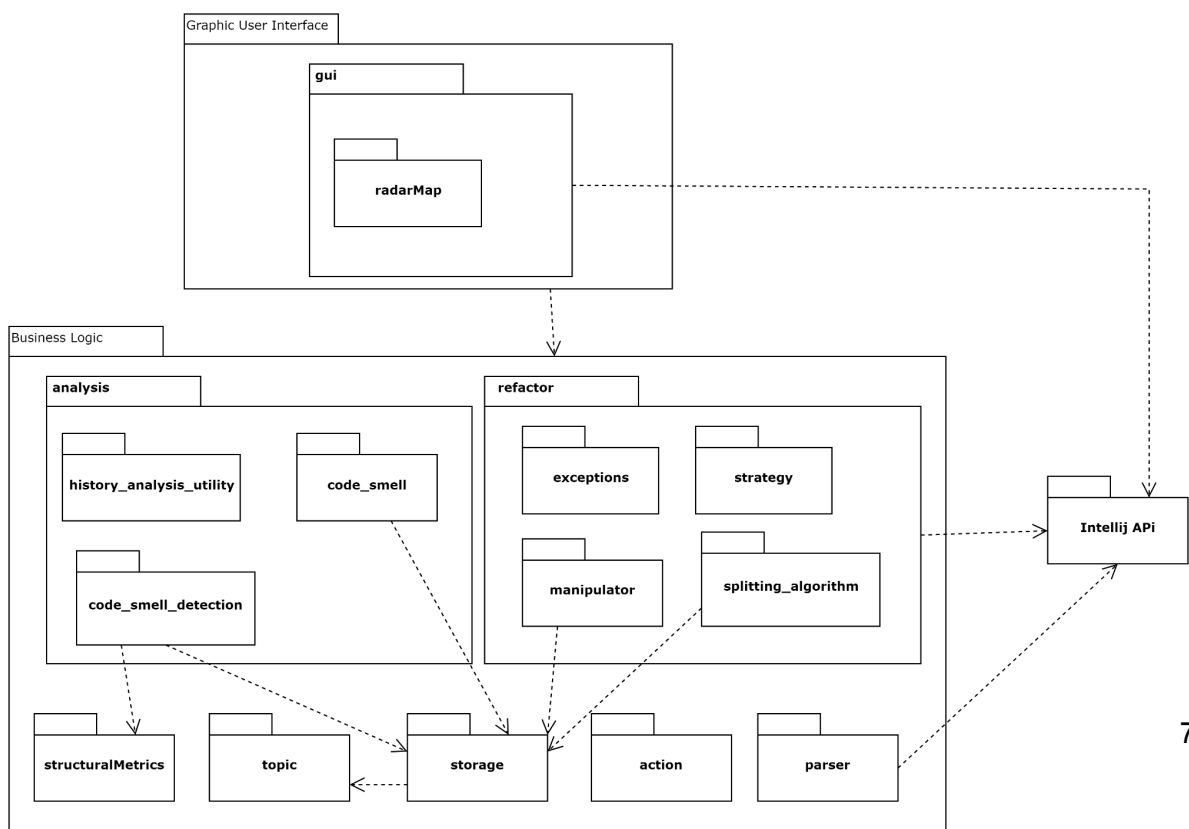 Graphic User Interface
gui
radarMap
Business Logic
analysis
refactor
history_analysis_utility
code_smell
exceptions
strategy
code_smell_detection
manipulator
splitting_algorithm
Intellij APi
structuralMetrics
topic
storage
action
parser
7